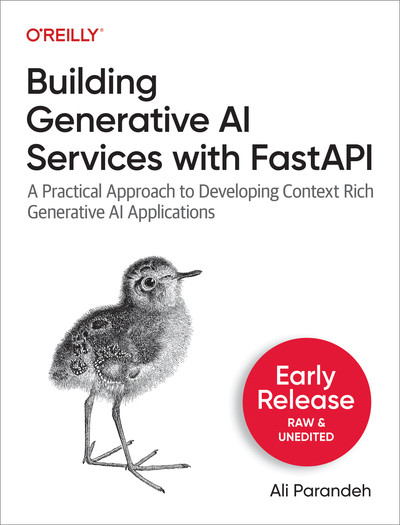 O'REILLY®
Building
Generative AI
Services with FastAPI
A Practical Approach to Developing Context Rich
Generative AI Applications
Early
Release
RAW &
UNEDITED
Ali Parandeh